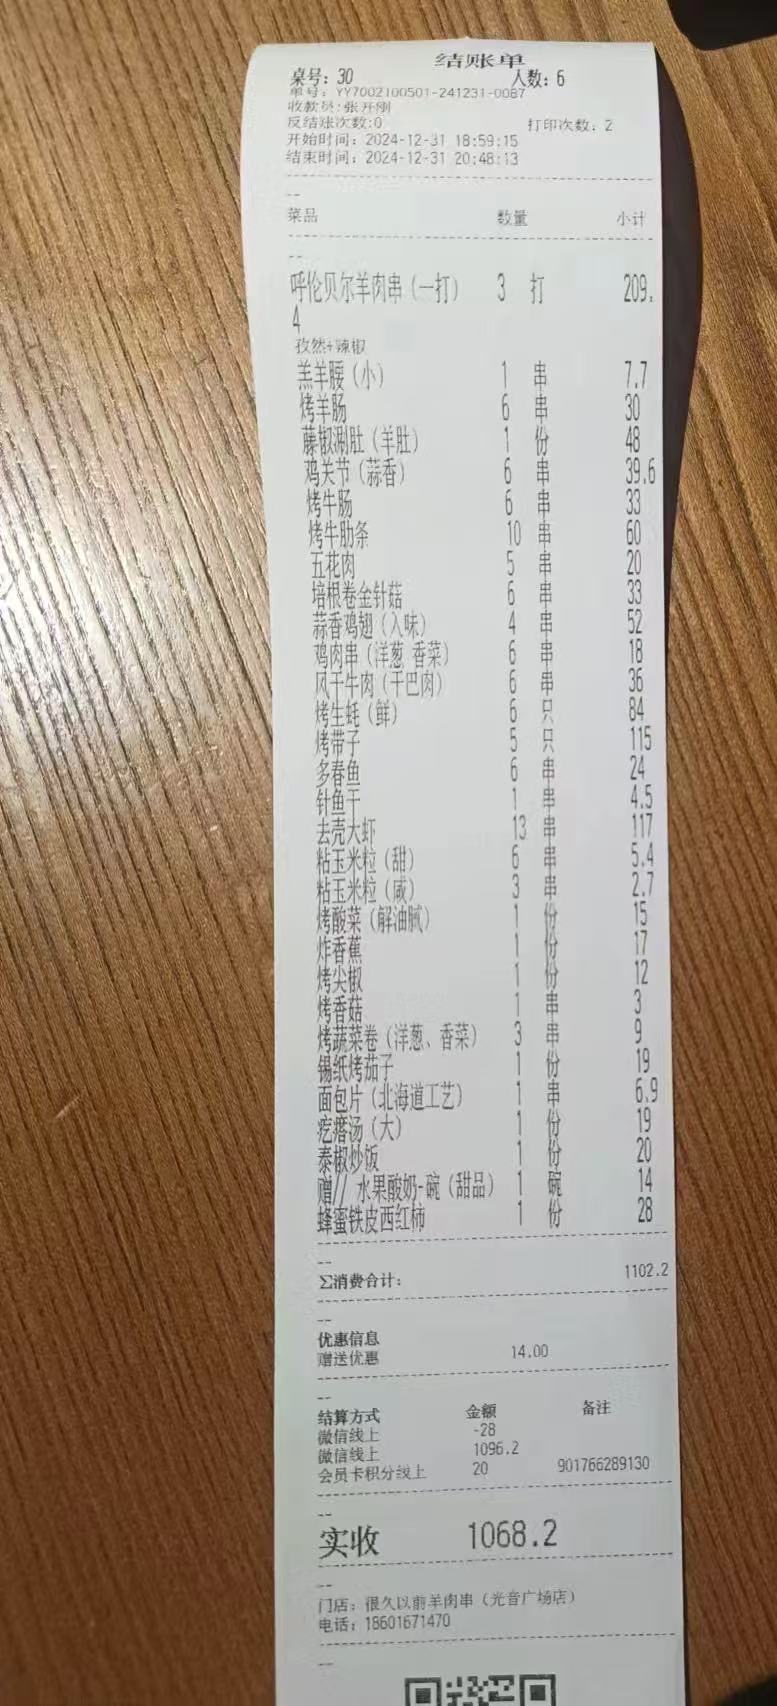 结账单
桌号：30 人数：6
单号：YY7002100501-241231-0087
收款员：张开刚
反结账次数:0 打印次数：2
开始时间：2024-12-31 18:59:15
结束时间：2024-12-31 20:48:13
--
菜品 数量 小计
--
呼伦贝尔羊肉串（一打） 3 打 209.
4
孜然+辣椒
羔羊腰（小） 1 串 7.7
烤羊肠 6 串 30
藤椒涮肚（羊肚） 1 份 48
鸡关节（蒜香） 6 串 39.6
烤牛肠 6 串 33
烤牛肋条 10 串 60
五花肉 5 串 20
培根卷金针菇 6 串 33
蒜香鸡翅（入味） 4 串 52
鸡肉串（洋葱、香菜） 6 串 18
风干牛肉（干巴肉） 6 串 36
烤生蚝（鲜） 6 只 84
烤带子 5 只 115
多春鱼 6 串 24
针鱼干 1 串 4.5
去壳大虾 13 串 117
粘玉米粒（甜） 6 串 5.4
粘玉米粒（咸） 3 串 2.7
烤酸菜（解油腻） 1 份 15
炸香蕉 1 份 17
烤尖椒 1 份 12
烤香菇 1 串 3
烤蔬菜卷（洋葱、香菜） 3 串 9
锡纸烤茄子 1 份 19
面包片（北海道工艺） 1 串 6.9
疙瘩汤（大） 1 份 19
泰椒炒饭 1 份 20
赠// 水果酸奶-碗（甜品） 1 碗 14
蜂蜜铁皮西红柿 1 份 28
--
Σ消费合计： 1102.2
--
优惠信息
赠送优惠 14.00
--
结算方式 金额 备注
微信线上 -28
微信线上 1096.2
会员卡积分线上 20 901766289130
--
实收 1068.2
--
门店：很久以前羊肉串（光音广场店）
电话：18601671470
--